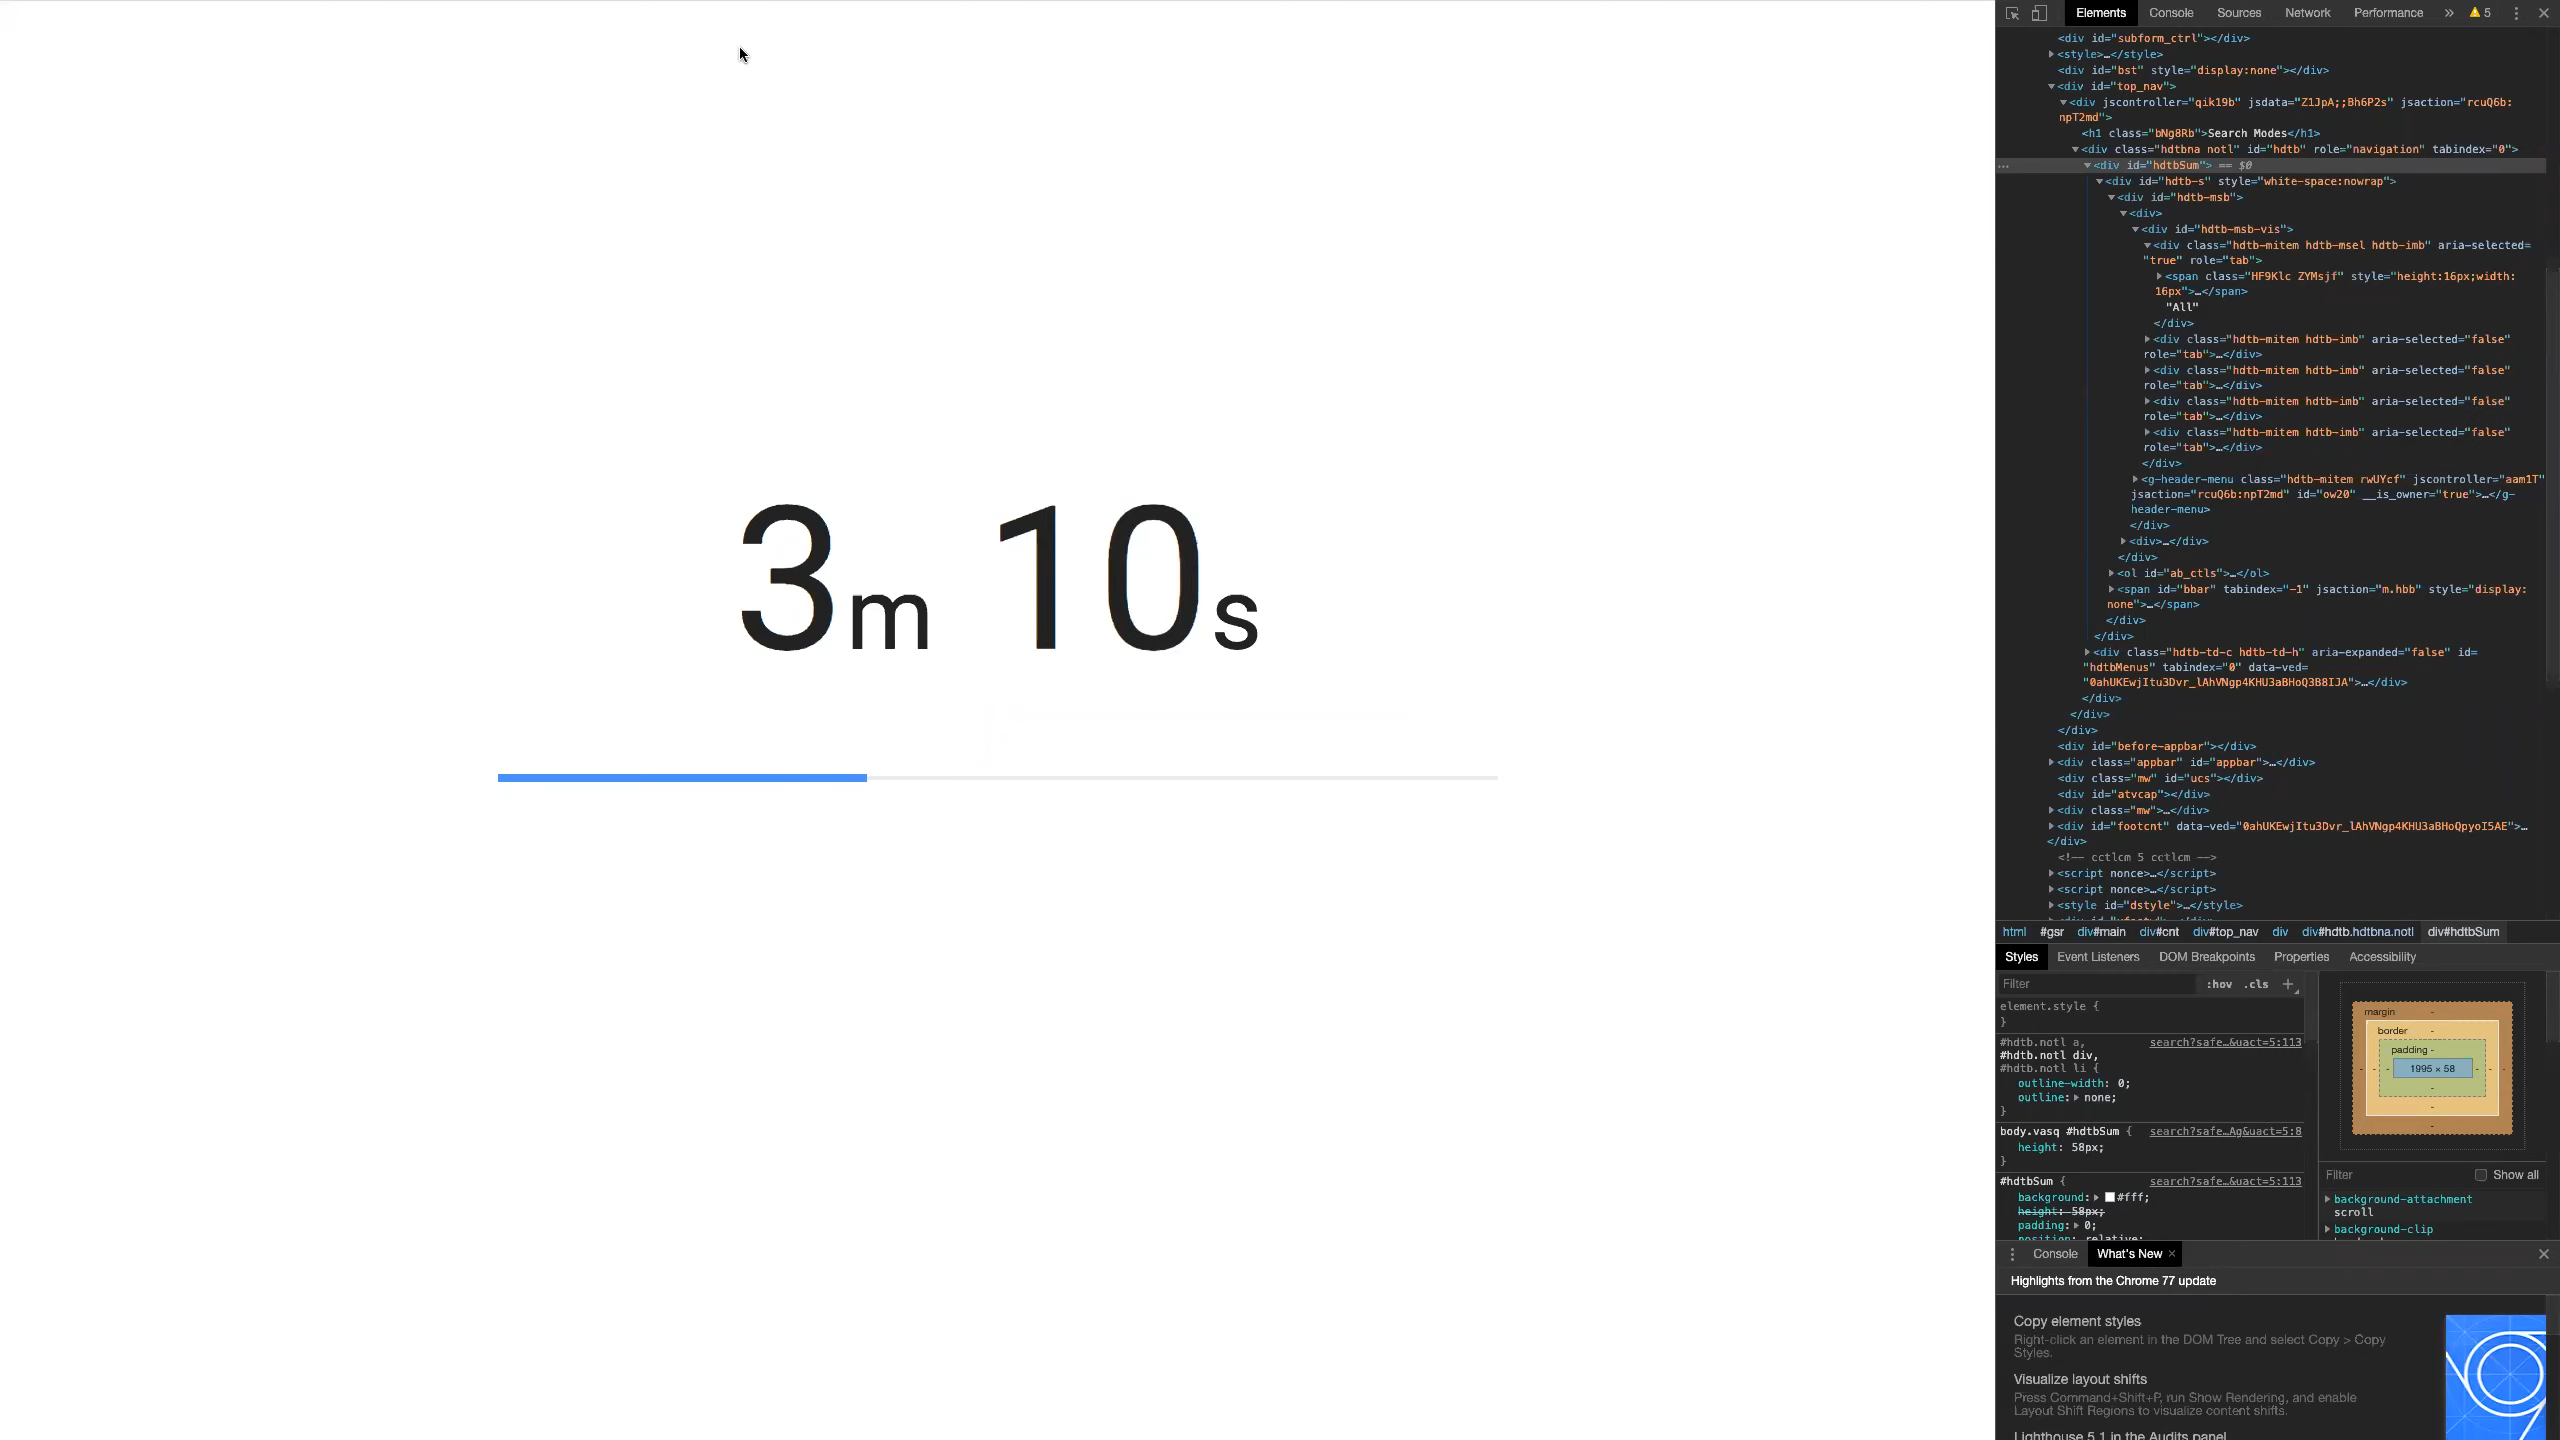 3m 10s
Elements Console Sources Network Performance » 5
<div id="subform_ctrl"></div>
<style>…</style>
<div id="bst" style="display:none"></div>
<div id="top_nav">
<div jscontroller="qik19b" jsdata="Z1JpA;;Bh6P2s" jsaction="rcuQ6b:
npT2md">
<h1 class="bNg8Rb">Search Modes</h1>
<div class="hdtbna notl" id="hdtb" role="navigation" tabindex="0">
… <div id="hdtbSum"> == $0
<div id="hdtb-s" style="white-space:nowrap">
<div id="hdtb-msb">
<div>
<div id="hdtb-msb-vis">
<div class="hdtb-mitem hdtb-msel hdtb-imb" aria-selected=
"true" role="tab">
<span class="HF9Klc ZYMsjf" style="height:16px;width:
16px">…</span>
"All"
</div>
<div class="hdtb-mitem hdtb-imb" aria-selected="false"
role="tab">…</div>
<div class="hdtb-mitem hdtb-imb" aria-selected="false"
role="tab">…</div>
<div class="hdtb-mitem hdtb-imb" aria-selected="false"
role="tab">…</div>
<div class="hdtb-mitem hdtb-imb" aria-selected="false"
role="tab">…</div>
</div>
<g-header-menu class="hdtb-mitem rwUYcf" jscontroller="aam1T"
jsaction="rcuQ6b:npT2md" id="ow20" __is_owner="true">…</g-
header-menu>
</div>
<div>…</div>
</div>
<ol id="ab_ctls">…</ol>
<span id="bbar" tabindex="-1" jsaction="m.hbb" style="display:
none">…</span>
</div>
</div>
<div class="hdtb-td-c hdtb-td-h" aria-expanded="false" id=
"hdtbMenus" tabindex="0" data-ved=
"0ahUKEwjItu3Dvr_lAhVNgp4KHU3aBHoQ3B8IJA">…</div>
</div>
</div>
</div>
<div id="before-appbar"></div>
<div class="appbar" id="appbar">…</div>
<div class="mw" id="ucs"></div>
<div id="atvcap"></div>
<div class="mw">…</div>
<div id="footcnt" data-ved="0ahUKEwjItu3Dvr_lAhVNgp4KHU3aBHoQpyoI5AE">…
</div>
<!-- cctlcm 5 cctlcm -->
<script nonce>…</script>
<script nonce>…</script>
<style id="dstyle">…</style>
html #gsr div#main div#cnt div#top_nav div div#hdtb.hdtbna.notl div#hdtbSum
Styles Event Listeners DOM Breakpoints Properties Accessibility
Filter :hov .cls +
element.style {
}
#hdtb.notl a, search?safe…&uact=5:113
#hdtb.notl div,
#hdtb.notl li {
outline-width: 0;
outline: none;
}
body.vasq #hdtbSum { search?safe…Ag&uact=5:8
height: 58px;
}
#hdtbSum { search?safe…&uact=5:113
background: #fff;
height: 58px;
padding: 0;
position: relative;
margin -
border -
padding -
- - - 1995 × 58 - - -
-
-
-
Filter Show all
background-attachment
scroll
background-clip
Console What's New ×
Highlights from the Chrome 77 update
Copy element styles
Right-click an element in the DOM Tree and select Copy > Copy
Styles.
Visualize layout shifts
Press Command+Shift+P, run Show Rendering, and enable
Layout Shift Regions to visualize content shifts.
Lighthouse 5.1 in the Audits panel